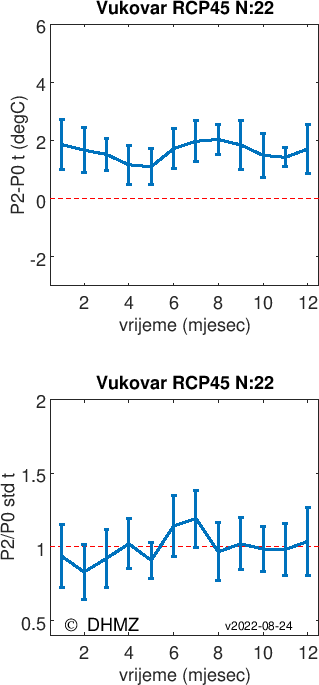 Vukovar RCP45 N:22
6
4
2
0
-2
P2-P0 t (degC)
2 4 6 8 10 12
vrijeme (mjesec)
Vukovar RCP45 N:22
2
1.5
1
0.5
P2/P0 std t
© DHMZ
v2022-08-24
2 4 6 8 10 12
vrijeme (mjesec)